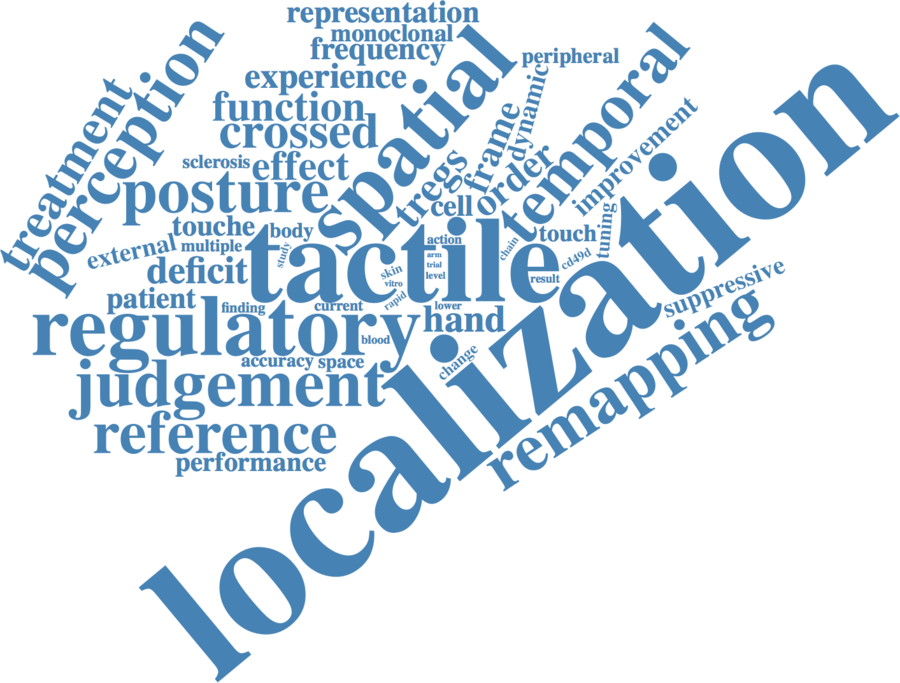 representation
monoclonal
frequency
peripheral
experience
treatment
perception
function
crossed
spatial
dynamic
frame
temporal
improvement
localization
sclerosis
effect
posture
tregs
order
cell
touche
body
external
multiple
study
tactile
action
arm
trial
level
skin
vitro
rapid
chain
touch
tuning
cd49d
result
deficit
patient
finding
current
lower
suppressive
regulatory
blood
hand
accuracy
space
change
remapping
judgement
reference
performance